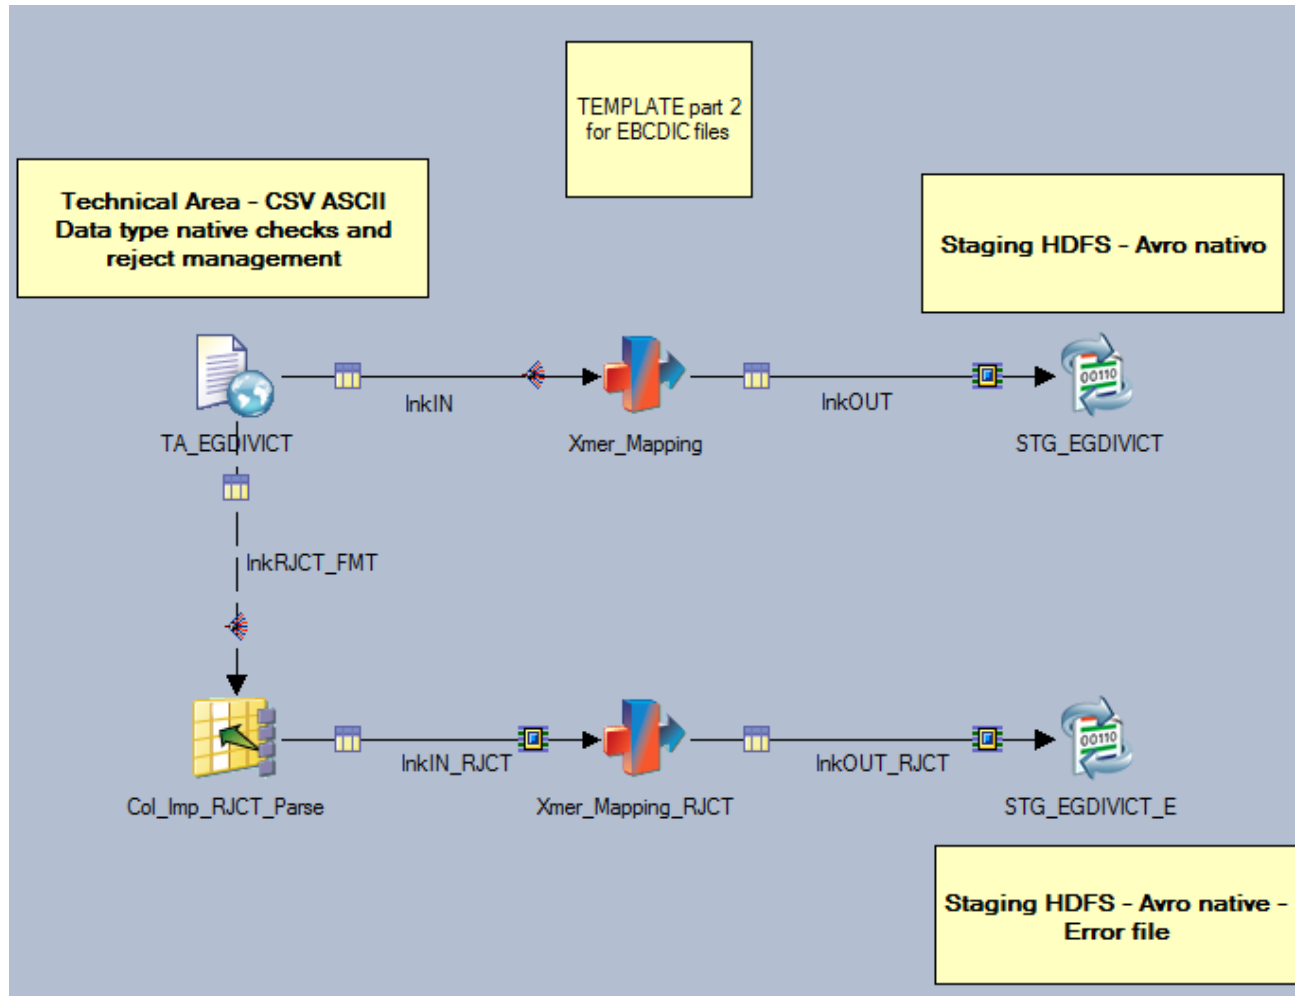 TEMPLATE part 2
for EBCDIC files
Technical Area - CSV ASCII
Data type native checks and
reject management
Staging HDFS - Avro nativo
lnkIN
lnkOUT
TA_EGDIVICT
Xmer_Mapping
STG_EGDIVICT
00110
lnkRJCT_FMT
lnkIN_RJCT
lnkOUT_RJCT
Col_Imp_RJCT_Parse
Xmer_Mapping_RJCT
STG_EGDIVICT_E
00110
Staging HDFS - Avro native -
Error file